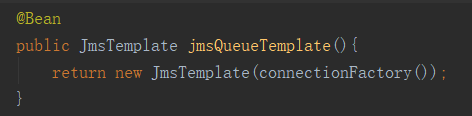 @Bean
public JmsTemplate jmsQueueTemplate(){
    return new JmsTemplate(connectionFactory());
}